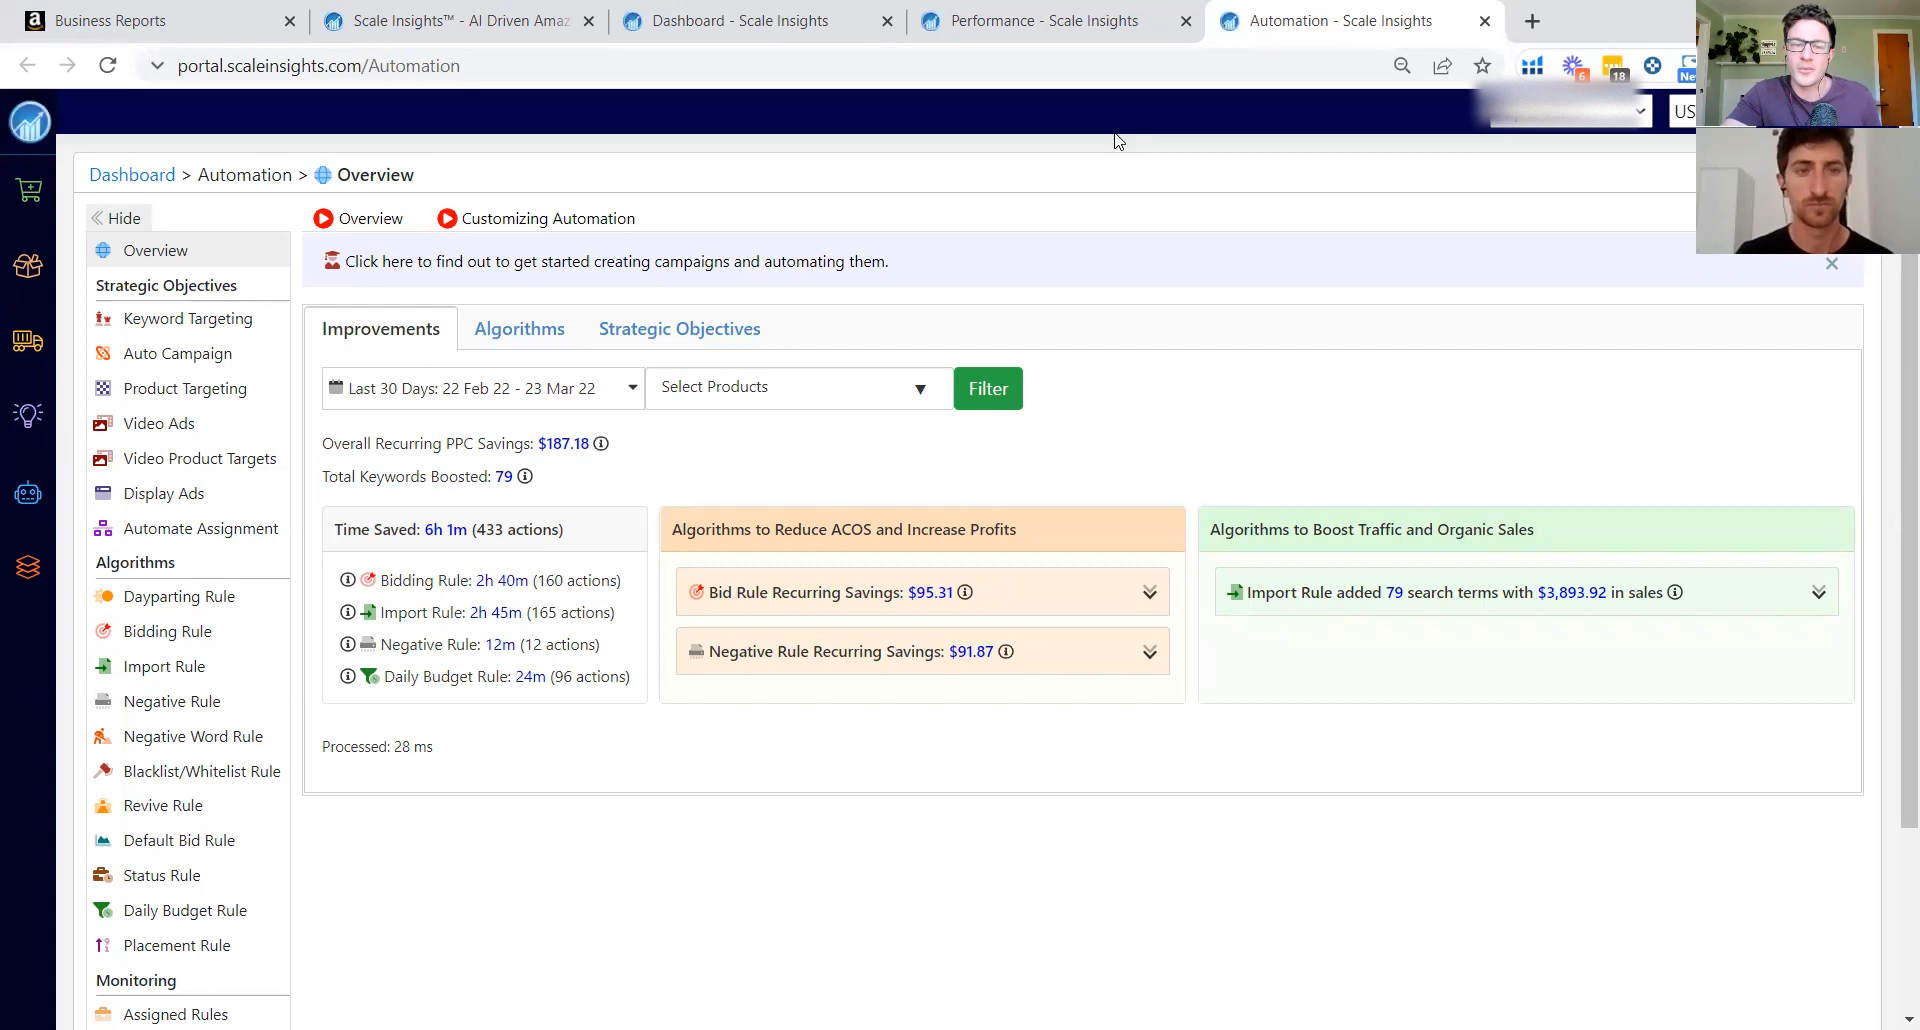 Business Reports
Scale Insights™ - AI Driven Amaz
Dashboard - Scale Insights
Performance - Scale Insights
Automation - Scale Insights
portal.scaleinsights.com/Automation
6
18
Ne
US
Dashboard > Automation > Overview
Hide
Overview
Strategic Objectives
Keyword Targeting
Auto Campaign
Product Targeting
Video Ads
Video Product Targets
Display Ads
Automate Assignment
Algorithms
Dayparting Rule
Bidding Rule
Import Rule
Negative Rule
Negative Word Rule
Blacklist/Whitelist Rule
Revive Rule
Default Bid Rule
Status Rule
Daily Budget Rule
Placement Rule
Monitoring
Assigned Rules
Overview
Customizing Automation
Click here to find out to get started creating campaigns and automating them.
Improvements
Algorithms
Strategic Objectives
Last 30 Days: 22 Feb 22 - 23 Mar 22
Select Products
Filter
Overall Recurring PPC Savings: $187.18
Total Keywords Boosted: 79
Time Saved: 6h 1m (433 actions)
Bidding Rule: 2h 40m (160 actions)
Import Rule: 2h 45m (165 actions)
Negative Rule: 12m (12 actions)
Daily Budget Rule: 24m (96 actions)
Algorithms to Reduce ACOS and Increase Profits
Bid Rule Recurring Savings: $95.31
Negative Rule Recurring Savings: $91.87
Algorithms to Boost Traffic and Organic Sales
Import Rule added 79 search terms with $3,893.92 in sales
Processed: 28 ms